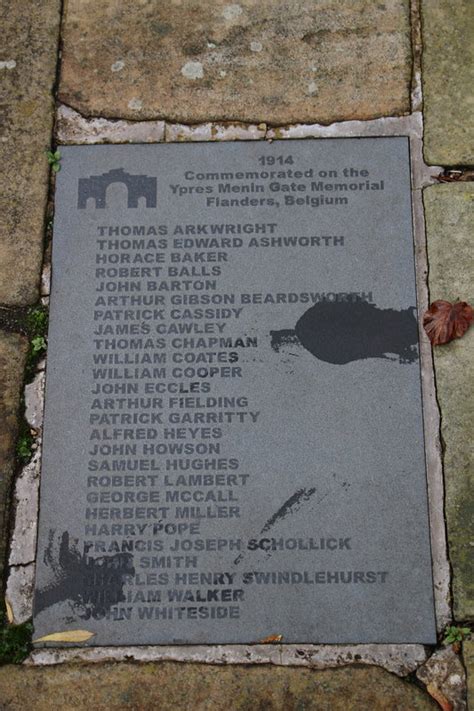 1914
Commemorated on the
Ypres Menin Gate Memorial
Flanders, Belgium
THOMAS ARKWRIGHT
THOMAS EDWARD ASHWORTH
HORACE BAKER
ROBERT BALLS
JOHN BARTON
ARTHUR GIBSON BEARDSWORTH
PATRICK CASSIDY
JAMES CAWLEY
THOMAS CHAPMAN
WILLIAM COATES
WILLIAM COOPER
JOHN ECCLES
ARTHUR FIELDING
PATRICK GARRITTY
ALFRED HEYES
JOHN HOWSON
SAMUEL HUGHES
ROBERT LAMBERT
GEORGE MCCALL
HERBERT MILLER
HARRY POPE
FRANCIS JOSEPH SCHOLLICK
SMITH
CHARLES HENRY SWINDLEHURST
WILLIAM WALKER
JOHN WHITESIDE